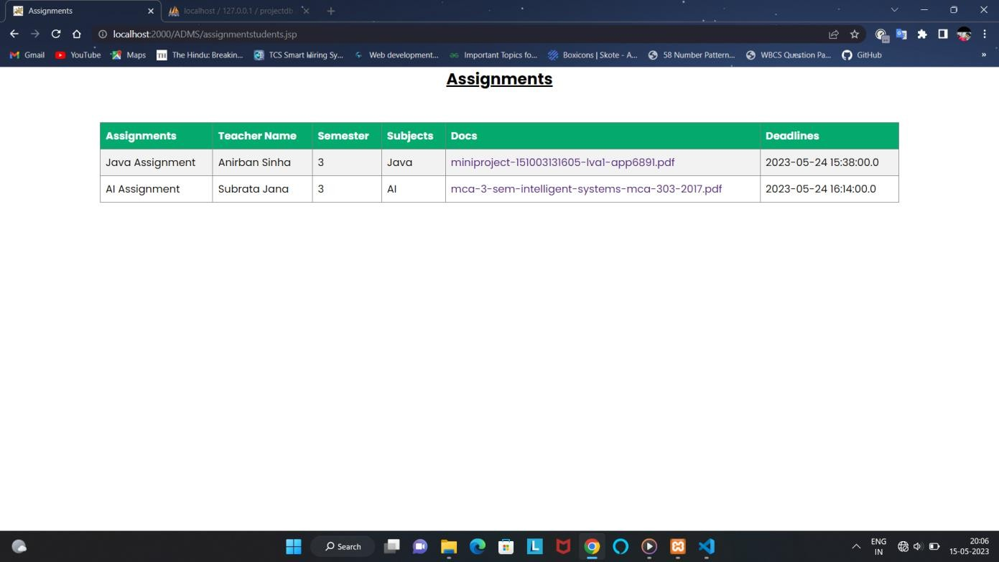 Assignments
localhost / 127.0.0.1 / projectdb
localhost:2000/ADMS/assignmentstudents.jsp
Gmail YouTube Maps TH The Hindu: Breakin... TCS Smart Hiring Sy... Web development... Important Topics fo... Boxicons | Skote - A... 58 Number Pattern... WBCS Question Pa... GitHub »
Assignments
Assignments Teacher Name Semester Subjects Docs Deadlines
Java Assignment Anirban Sinha 3 Java miniproject-151003131605-lva1-app6891.pdf 2023-05-24 15:38:00.0
AI Assignment Subrata Jana 3 AI mca-3-sem-intelligent-systems-mca-303-2017.pdf 2023-05-24 16:14:00.0
Search L ENG 20:06
IN 15-05-2023